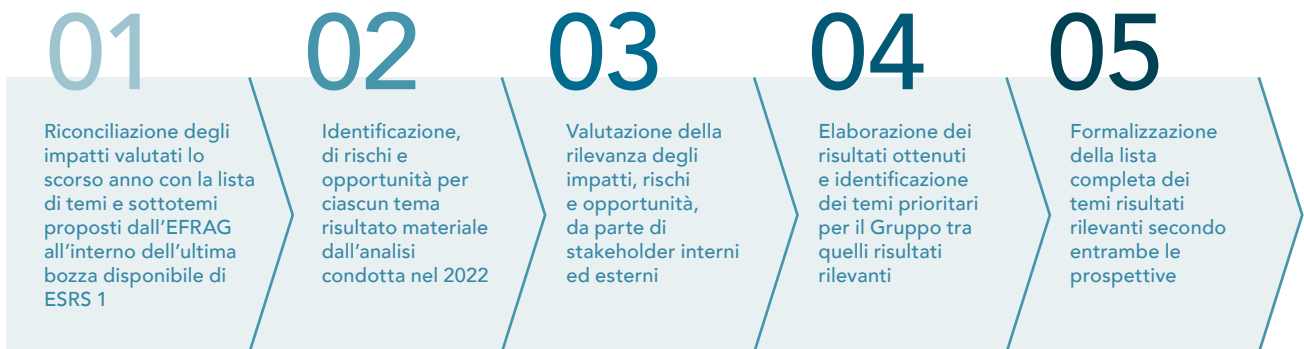 01
Riconciliazione degli
impatti valutati lo
scorso anno con la lista
di temi e sottotemi
proposti dall'EFRAG
all'interno dell'ultima
bozza disponibile di
ESRS 1
02
Identificazione,
di rischi e
opportunità per
ciascun tema
risultato materiale
dall'analisi
condotta nel 2022
03
Valutazione della
rilevanza degli
impatti, rischi
e opportunità,
da parte di
stakeholder interni
ed esterni
04
Elaborazione dei
risultati ottenuti
e identificazione
dei temi prioritari
per il Gruppo tra
quelli risultati
rilevanti
05
Formalizzazione
della lista
completa dei
temi risultati
rilevanti secondo
entrambe le
prospettive